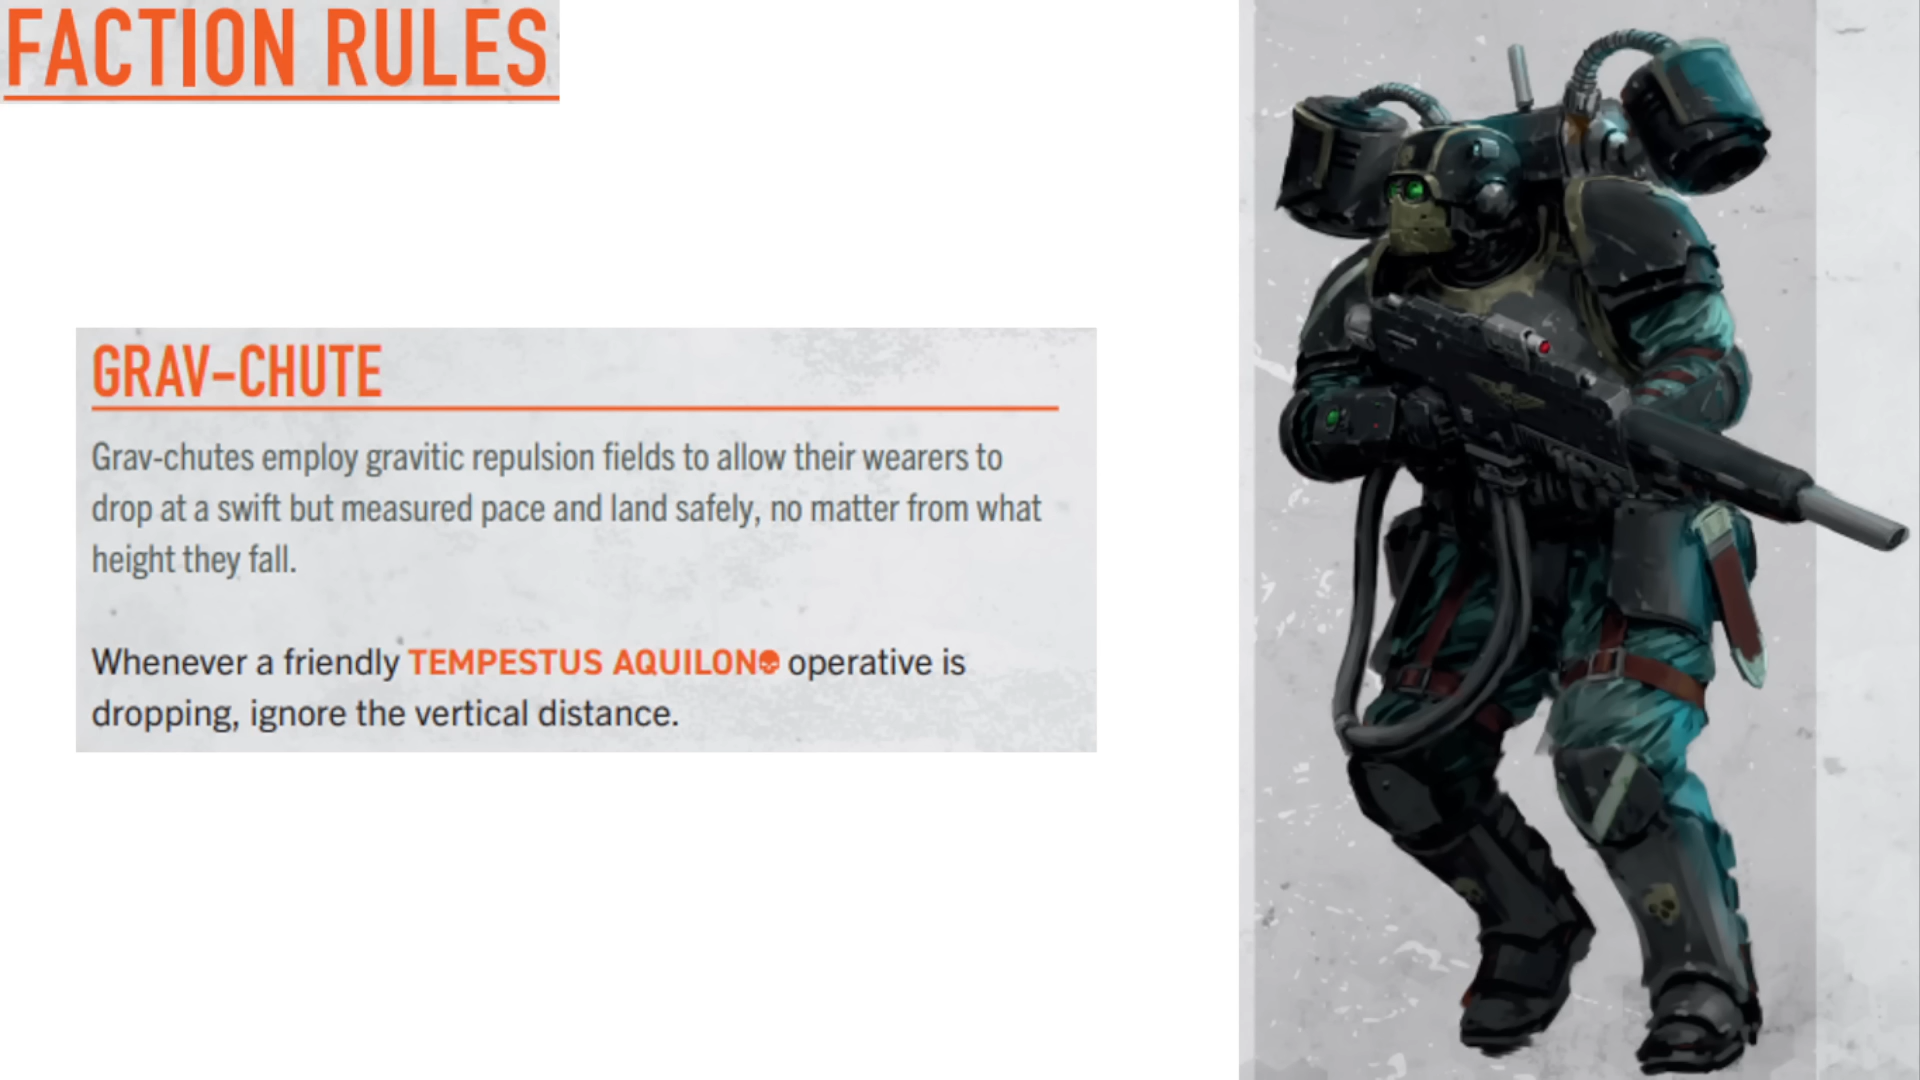 FACTION RULES
GRAV-CHUTE
Grav-chutes employ gravitic repulsion fields to allow their wearers to
drop at a swift but measured pace and land safely, no matter from what
height they fall.
Whenever a friendly TEMPESTUS AQUILON operative is
dropping, ignore the vertical distance.